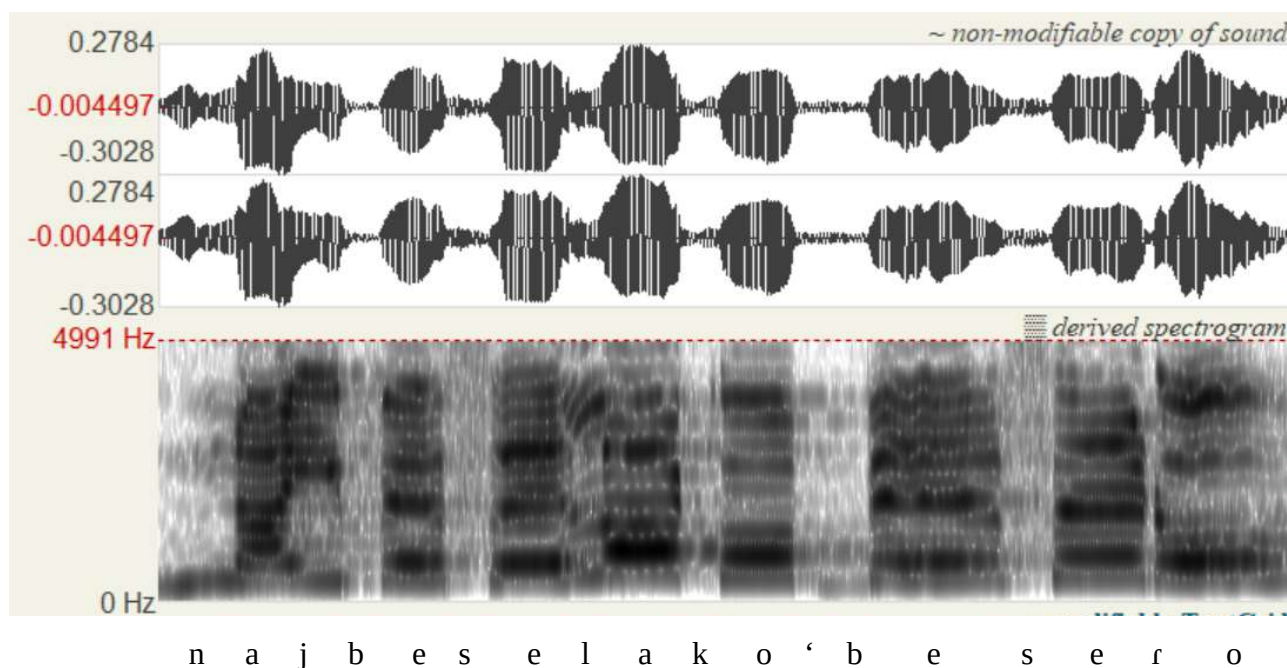 ~ non-modifiable copy of sound
0.2784
-0.004497
-0.3028
0.2784
-0.004497
-0.3028
derived spectrogram
4991 Hz
0 Hz
n a j b e s e l a k o ‘ b e s e ɾ o